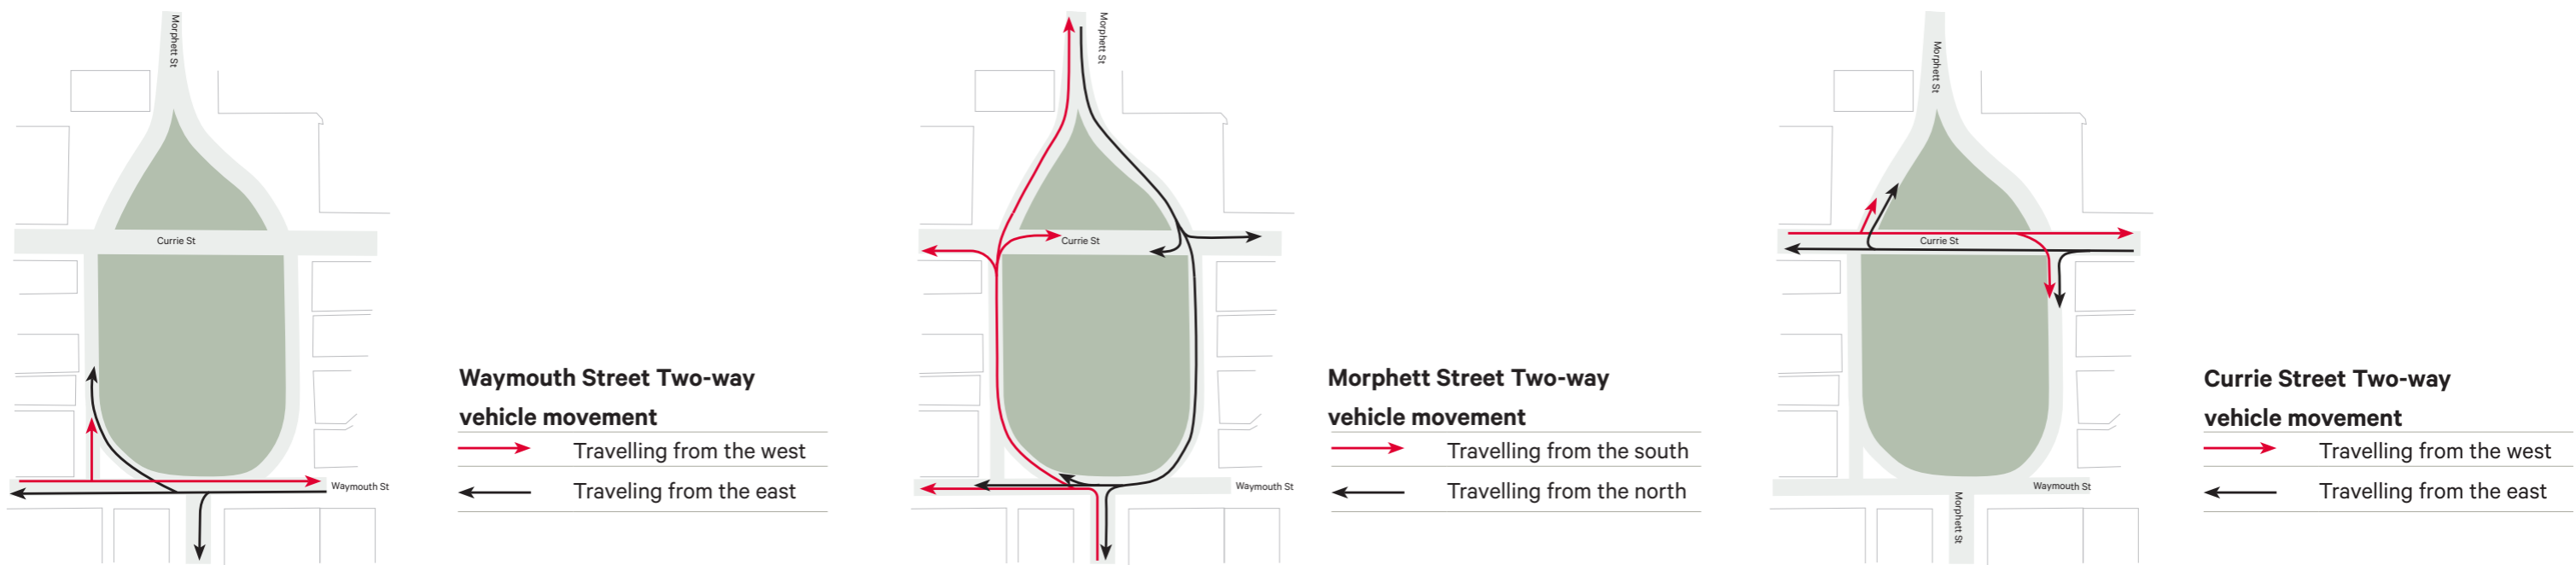 Morphett St
Currie St
Waymouth St
Waymouth Street Two-way
vehicle movement
Travelling from the west
Traveling from the east
Morphett St
Currie St
Waymouth St
Morphett Street Two-way
vehicle movement
Travelling from the south
Travelling from the north
Morphett St
Currie St
Waymouth St
Morphett St
Currie Street Two-way
vehicle movement
Travelling from the west
Travelling from the east